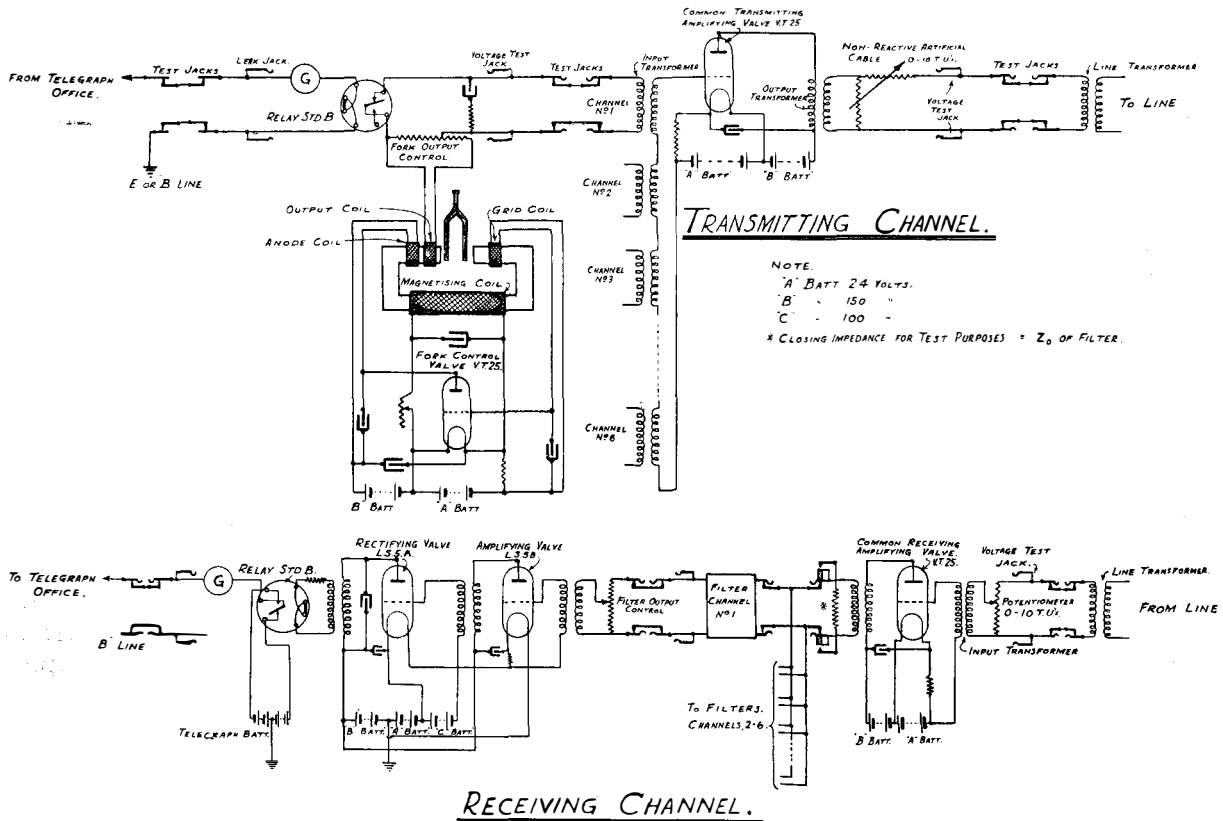 COMMON TRANSMITTING
AMPLIFYING VALVE V.T.25
FROM TELEGRAPH
OFFICE.
TEST JACKS
LEAK JACK.
G
RELAY STD B
VOLTAGE TEST
JACK
TEST JACKS
INPUT
TRANSFORMER
CHANNEL
Nº1
OUTPUT
TRANSFORMER
NON-REACTIVE ARTIFICIAL
CABLE 0-10 T.U's.
VOLTAGE
TEST
JACK
TEST JACKS
LINE TRANSFORMER
TO LINE
E OR B LINE
FORK OUTPUT
CONTROL.
"A" BATT
"B" BATT
CHANNEL
Nº2
OUTPUT COIL
GRID COIL
ANODE COIL
MAGNETISING COIL
CHANNEL
Nº3
TRANSMITTING CHANNEL.
NOTE.
"A" BATT 24 VOLTS.
"B" " 150 "
"C" " 100 "
* CLOSING IMPEDANCE FOR TEST PURPOSES = Z₀ OF FILTER.
FORK CONTROL
VALVE V.T.25.
CHANNEL
Nº6
"B" BATT
"A" BATT
TO TELEGRAPH
OFFICE.
G
RELAY STD B.
RECTIFYING VALVE
L.S.5.A.
AMPLIFYING VALVE
L.S.5B
FILTER OUTPUT
CONTROL
FILTER
CHANNEL
Nº1
*
COMMON RECEIVING
AMPLIFYING VALVE.
V.T.25.
VOLTAGE TEST
JACK.
POTENTIOMETER
0-10 T.U's.
LINE TRANSFORMER.
FROM LINE
INPUT TRANSFORMER
B LINE
TELEGRAPH BATT.
"B" BATT.
"A" BATT.
"C" BATT.
TO FILTERS.
CHANNELS, 2-6.
"B" BATT.
"A" BATT.
RECEIVING CHANNEL.